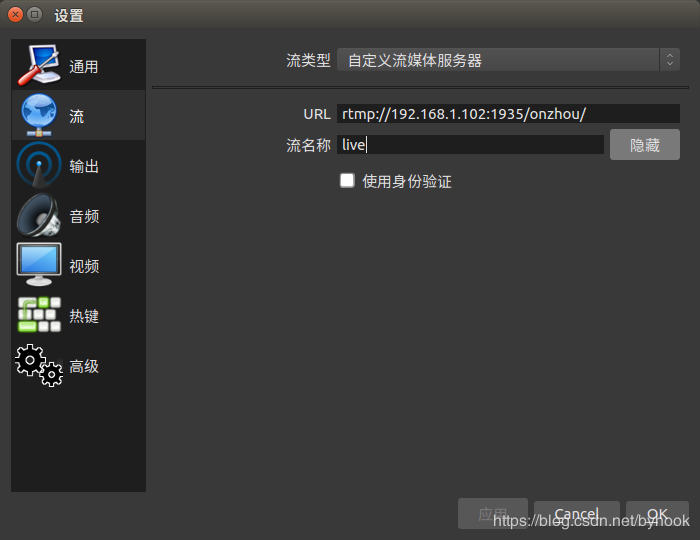 设置
通用
流
输出
音频
视频
热键
高级
流类型 自定义流媒体服务器
URL rtmp://192.168.1.102:1935/onzhou/
流名称 live 隐藏
使用身份验证
应用 Cancel OK
https://blog.csdn.net/byhook